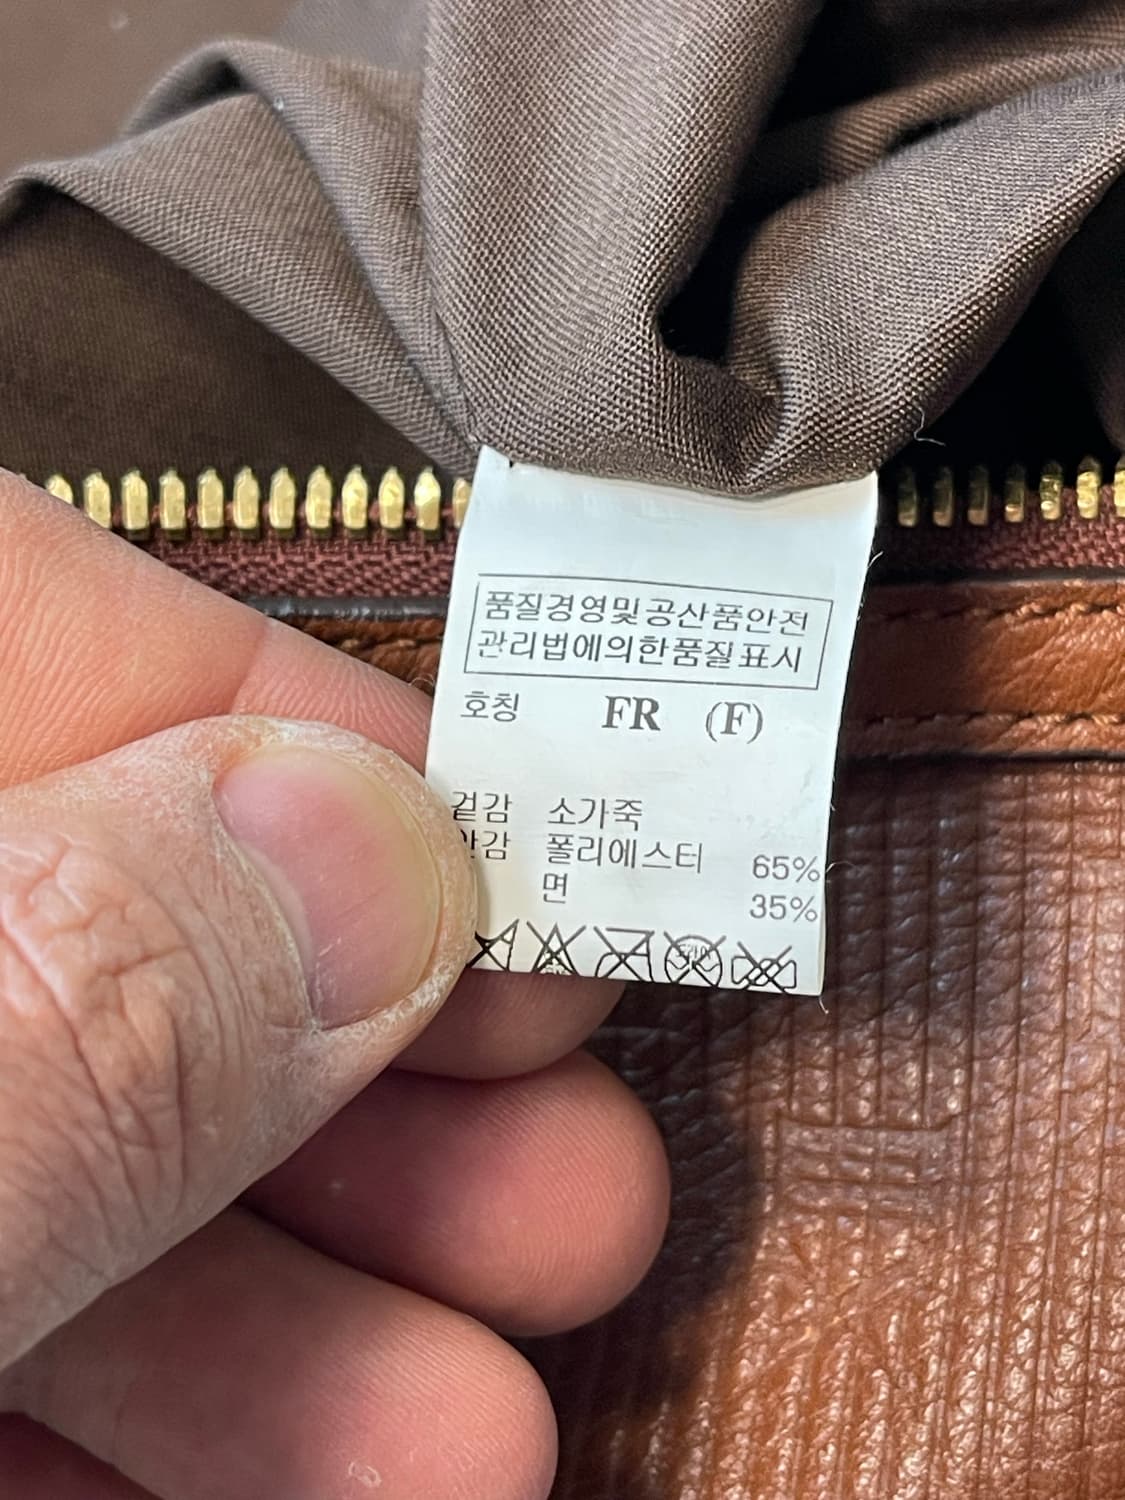 품질경영및공산품안전
관리법에의한품질표시
호칭 FR (F)
겉감 소가죽
안감 폴리에스터 65%
면 35%